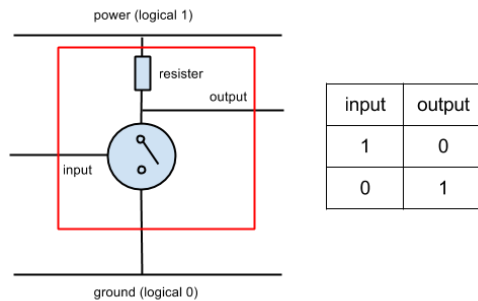 power (logical 1)
resister
output
input
ground (logical 0)
input output
1 0
0 1